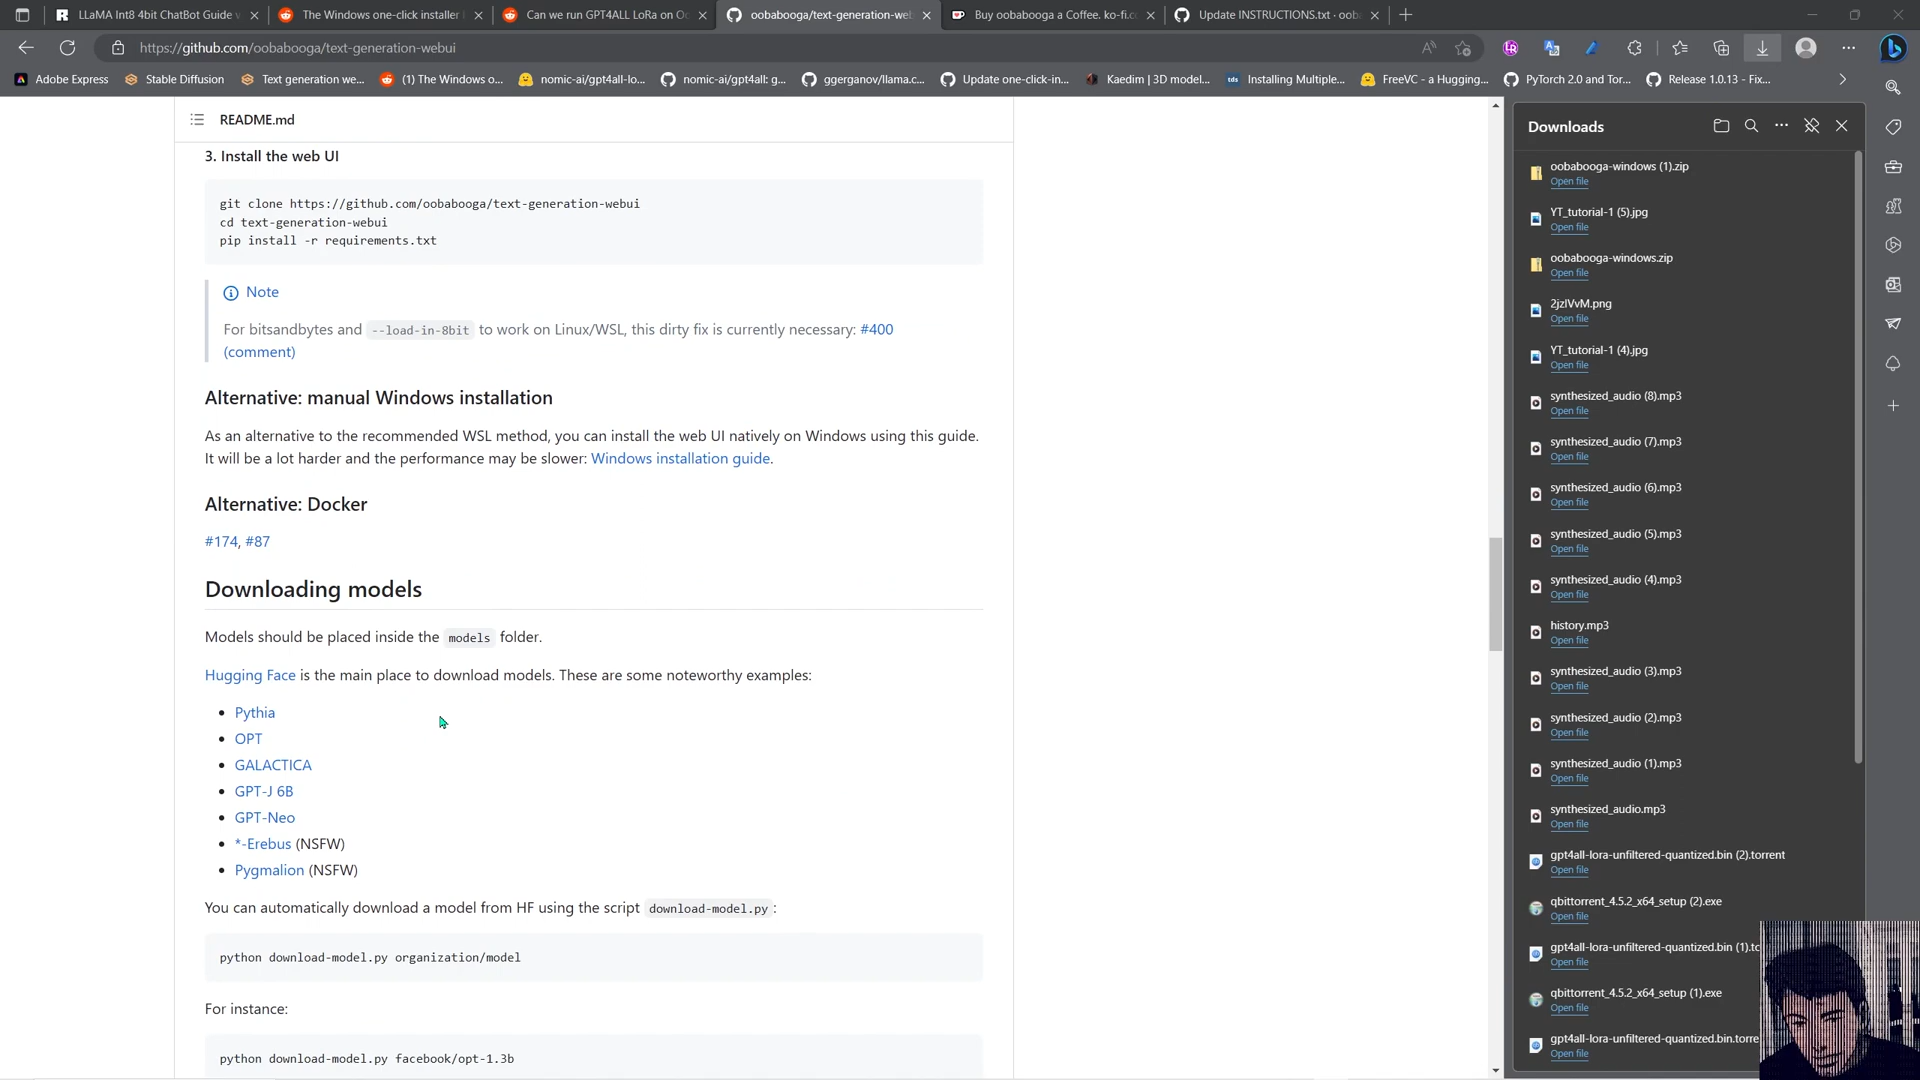 LLaMA Int8 4bit ChatBot Guide v
The Windows one-click installer
Can we run GPT4ALL LoRa on Oo
oobabooga/text-generation-web
Buy oobabooga a Coffee. ko-fi.co
Update INSTRUCTIONS.txt · ooba
https://github.com/oobabooga/text-generation-webui
Adobe Express
Stable Diffusion
Text generation we...
(1) The Windows o...
nomic-ai/gpt4all-lo...
nomic-ai/gpt4all: g...
ggerganov/llama.c...
Update one-click-in...
Kaedim | 3D model...
Installing Multiple...
FreeVC - a Hugging...
PyTorch 2.0 and Tor...
Release 1.0.13 - Fix...
README.md
3. Install the web UI
git clone https://github.com/oobabooga/text-generation-webui
cd text-generation-webui
pip install -r requirements.txt
Note
For bitsandbytes and --load-in-8bit to work on Linux/WSL, this dirty fix is currently necessary: #400
(comment)
Alternative: manual Windows installation
As an alternative to the recommended WSL method, you can install the web UI natively on Windows using this guide.
It will be a lot harder and the performance may be slower: Windows installation guide.
Alternative: Docker
#174, #87
Downloading models
Models should be placed inside the models folder.
Hugging Face is the main place to download models. These are some noteworthy examples:
• Pythia
• OPT
• GALACTICA
• GPT-J 6B
• GPT-Neo
• *-Erebus (NSFW)
• Pygmalion (NSFW)
You can automatically download a model from HF using the script download-model.py:
python download-model.py organization/model
For instance:
python download-model.py facebook/opt-1.3b
Downloads
oobabooga-windows (1).zip
Open file
YT_tutorial-1 (5).jpg
Open file
oobabooga-windows.zip
Open file
2jzlVvM.png
Open file
YT_tutorial-1 (4).jpg
Open file
synthesized_audio (8).mp3
Open file
synthesized_audio (7).mp3
Open file
synthesized_audio (6).mp3
Open file
synthesized_audio (5).mp3
Open file
synthesized_audio (4).mp3
Open file
history.mp3
Open file
synthesized_audio (3).mp3
Open file
synthesized_audio (2).mp3
Open file
synthesized_audio (1).mp3
Open file
synthesized_audio.mp3
Open file
gpt4all-lora-unfiltered-quantized.bin (2).torrent
Open file
qbittorrent_4.5.2_x64_setup (2).exe
Open file
gpt4all-lora-unfiltered-quantized.bin (1).to
Open file
qbittorrent_4.5.2_x64_setup (1).exe
Open file
gpt4all-lora-unfiltered-quantized.bin.torre
Open file